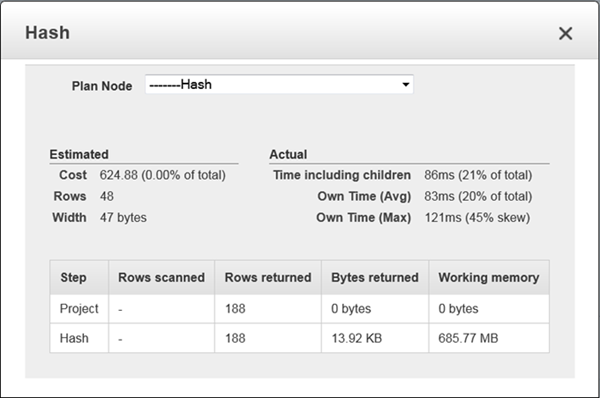 Hash
Plan Node -------Hash
Estimated
Cost 624.88 (0.00% of total)
Rows 48
Width 47 bytes
Actual
Time including children 86ms (21% of total)
Own Time (Avg) 83ms (20% of total)
Own Time (Max) 121ms (45% skew)
Step Rows scanned Rows returned Bytes returned Working memory
Project - 188 0 bytes 0 bytes
Hash - 188 13.92 KB 685.77 MB